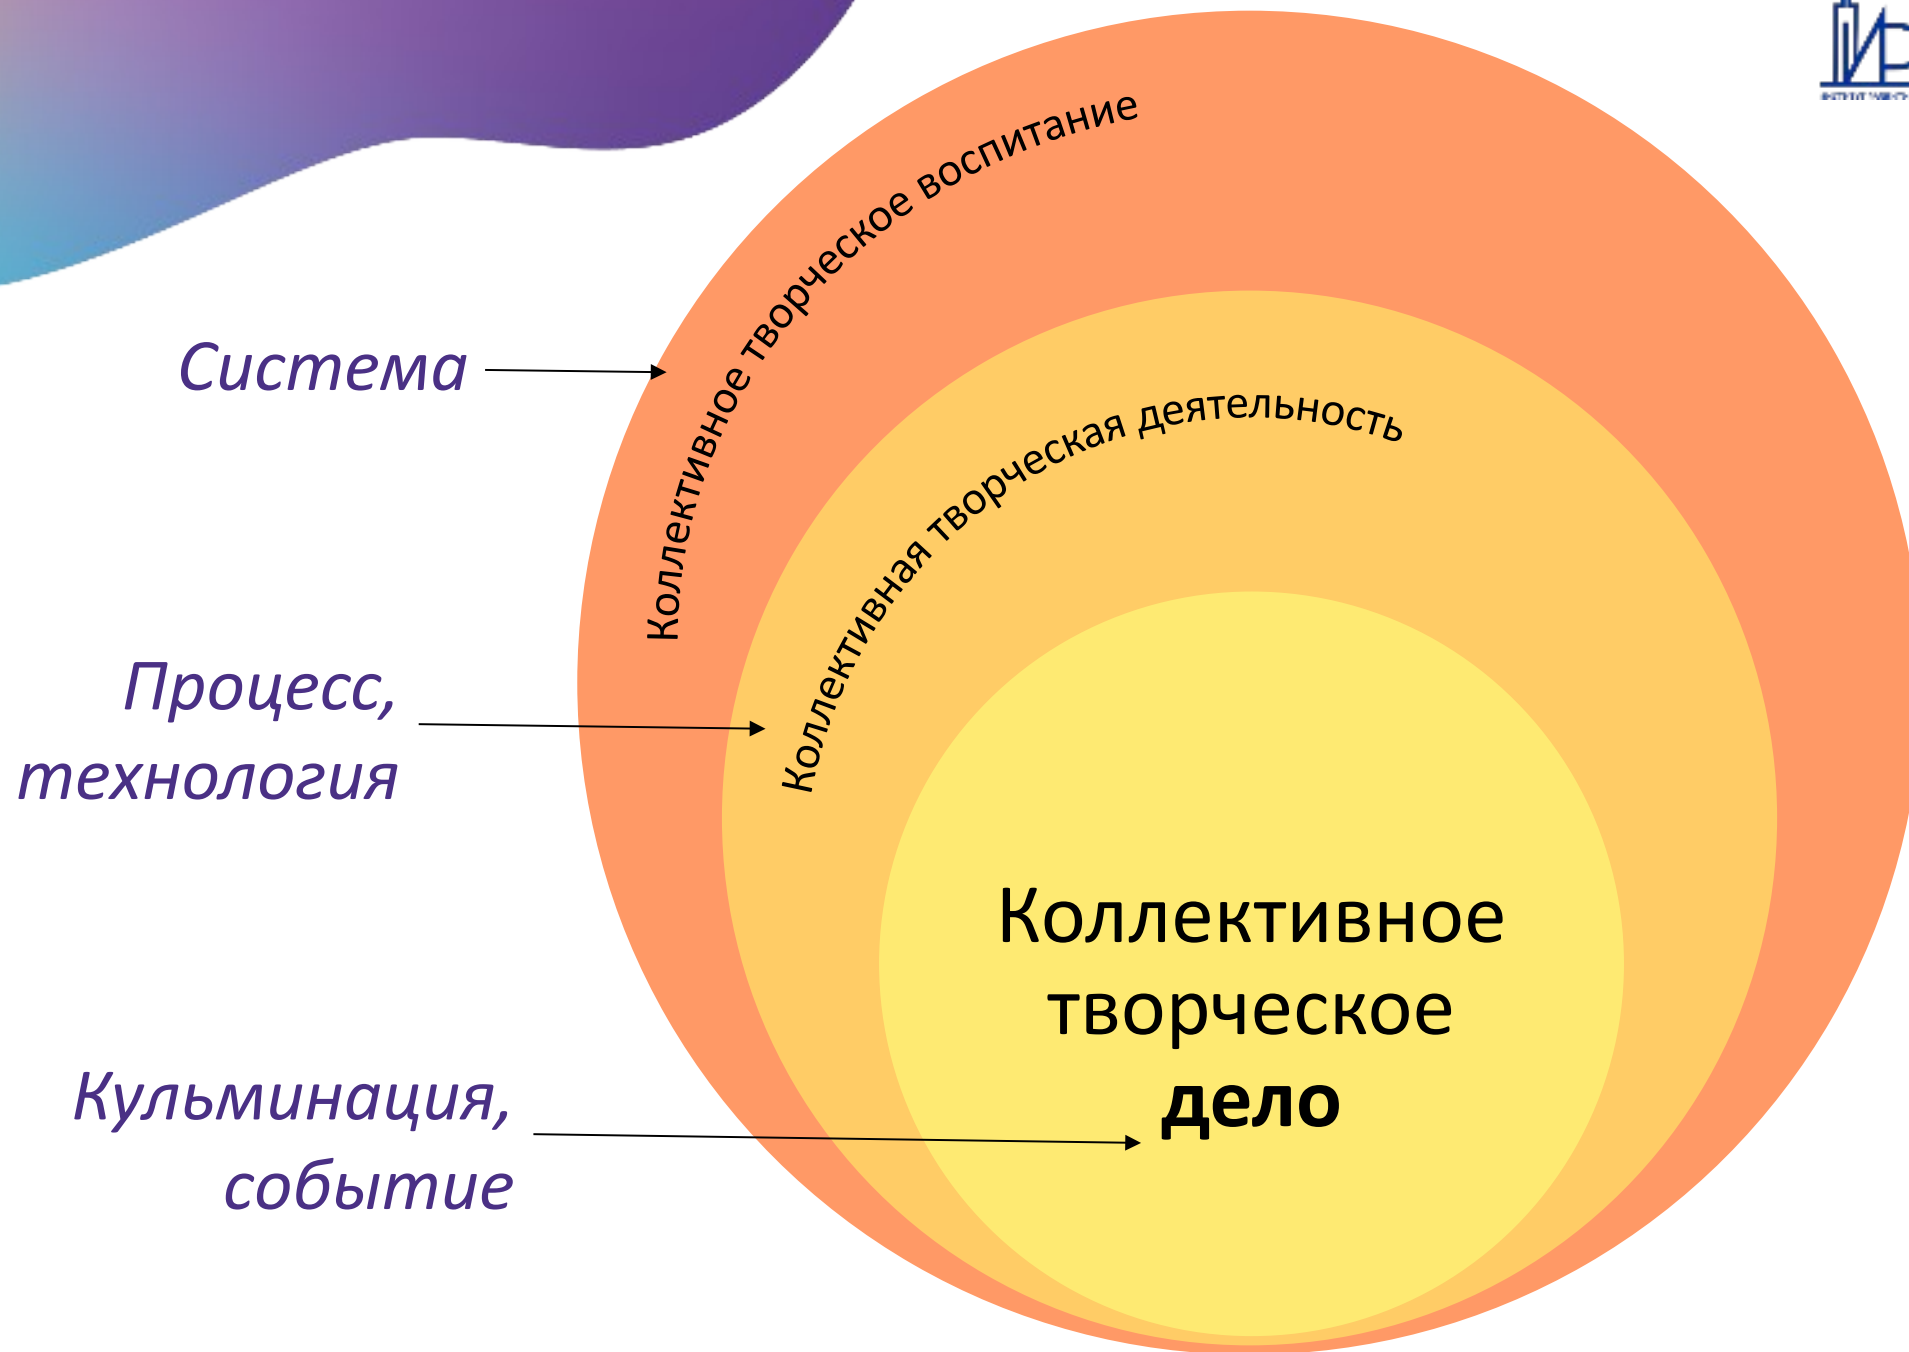 Коллективное творческое воспитание
Система
Коллективная творческая деятельность
Процесс,
технология
Коллективное
творческое
дело
Кульминация,
событие